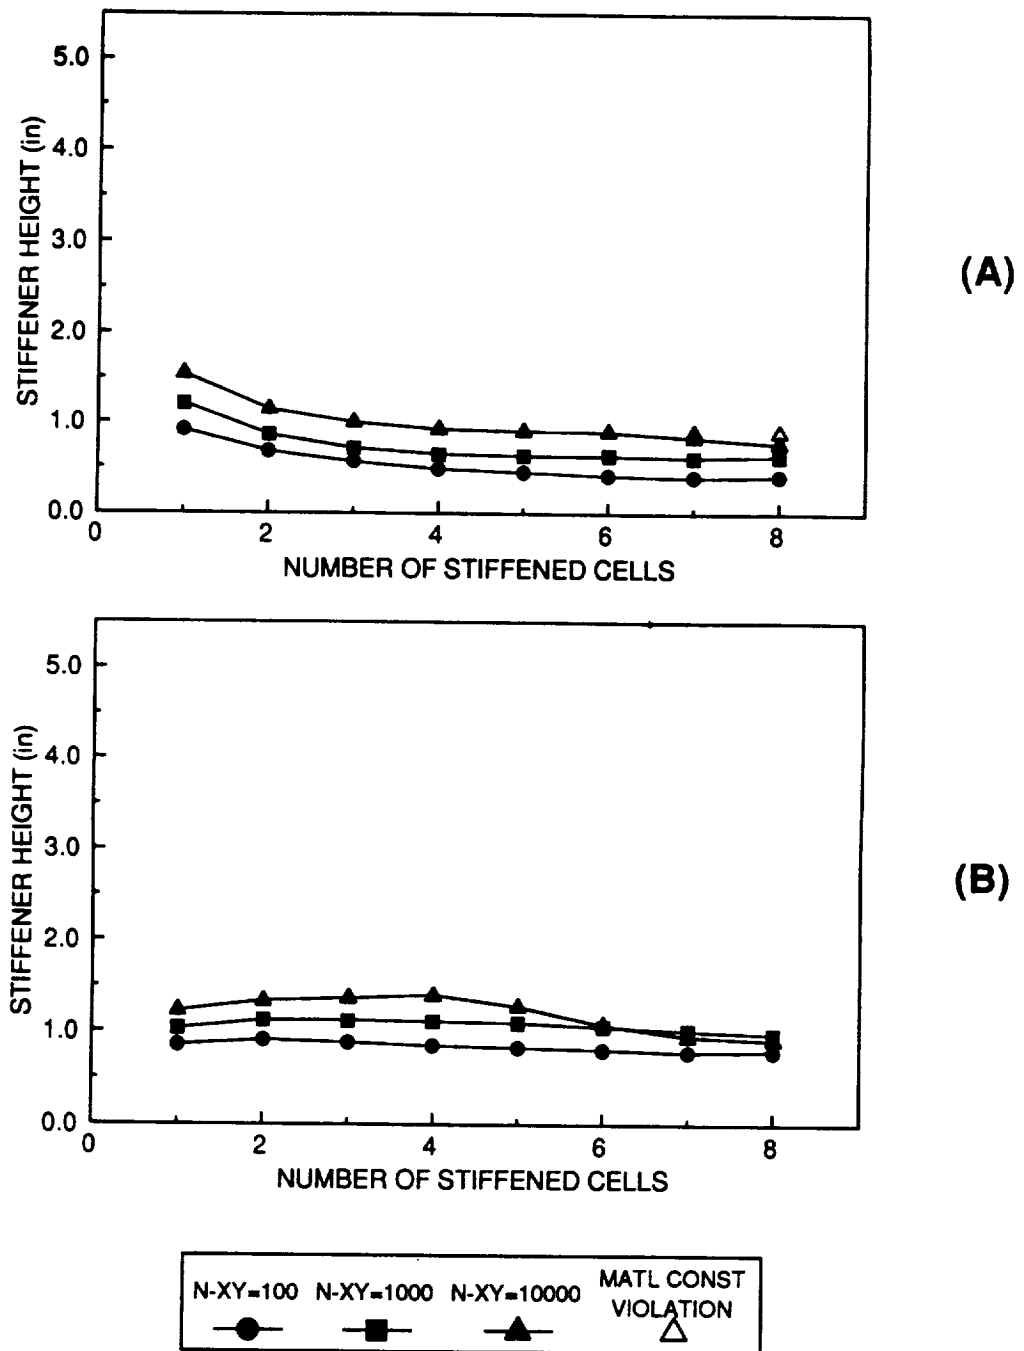 5.0
4.0
3.0
2.0
1.0
0.0
STIFFENER HEIGHT (in)
0 2 4 6 8
NUMBER OF STIFFENED CELLS
(A)
5.0
4.0
3.0
2.0
1.0
0.0
STIFFENER HEIGHT (in)
0 2 4 6 8
NUMBER OF STIFFENED CELLS
(B)
N-XY=100 N-XY=1000 N-XY=10000 MATL CONST
VIOLATION